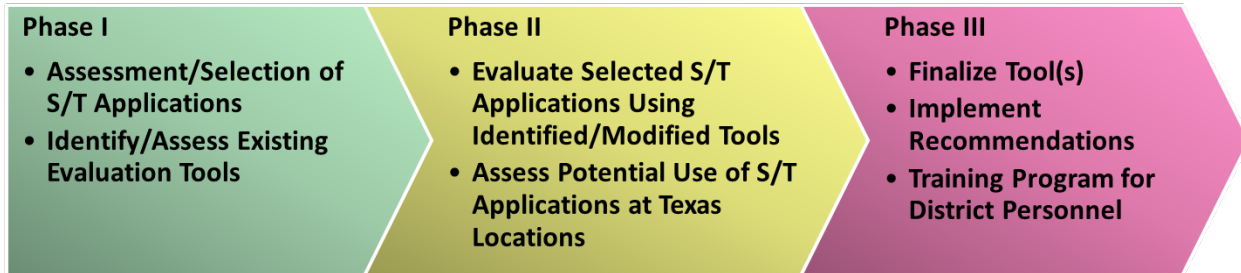 Phase I
• Assessment/Selection of
S/T Applications
• Identify/Assess Existing
Evaluation Tools
Phase II
• Evaluate Selected S/T
Applications Using
Identified/Modified Tools
• Assess Potential Use of S/T
Applications at Texas
Locations
Phase III
• Finalize Tool(s)
• Implement
Recommendations
• Training Program for
District Personnel